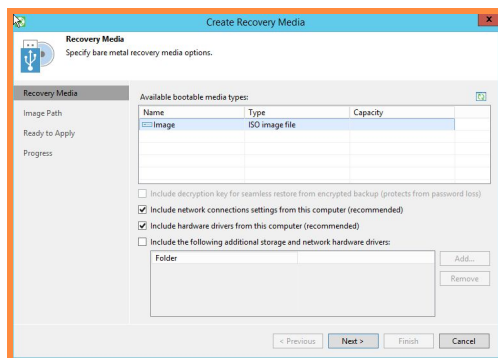 Create Recovery Media
X
Recovery Media
Specify bare metal recovery media options.
Recovery Media
Image Path
Ready to Apply
Progress
Available bootable media types:
Name Type Capacity
Image ISO image file
Include decryption key for seamless restore from encrypted backup (protects from password loss)
Include network connections settings from this computer (recommended)
Include hardware drivers from this computer (recommended)
Include the following additional storage and network hardware drivers:
Folder
Add...
Remove
< Previous Next > Finish Cancel